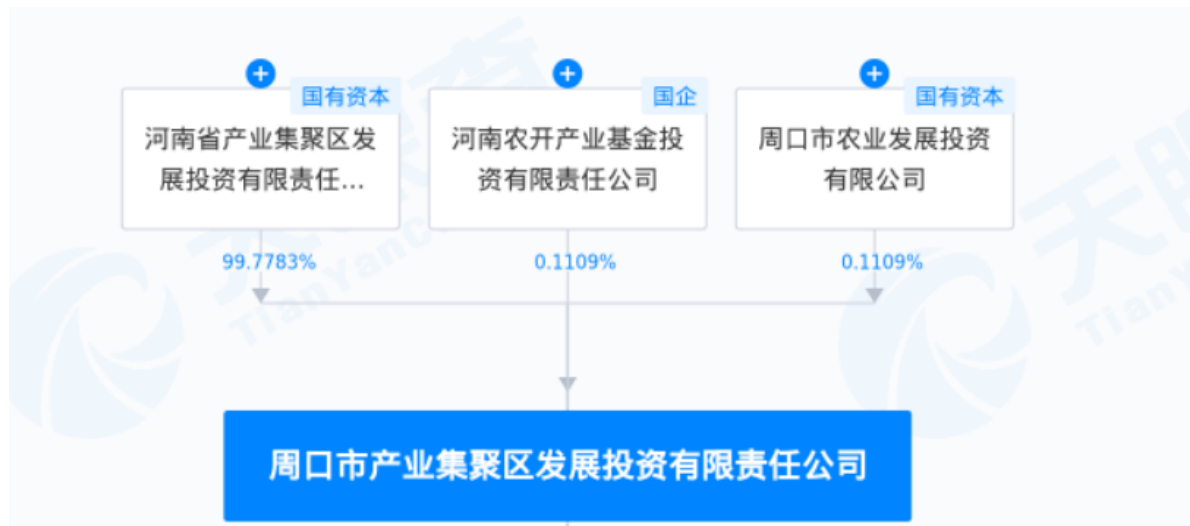 国有资本
国企
国有资本
河南省产业集聚区发
展投资有限责任...
河南农开产业基金投
资有限责任公司
周口市农业发展投资
有限公司
99.7783%
0.1109%
0.1109%
周口市产业集聚区发展投资有限责任公司